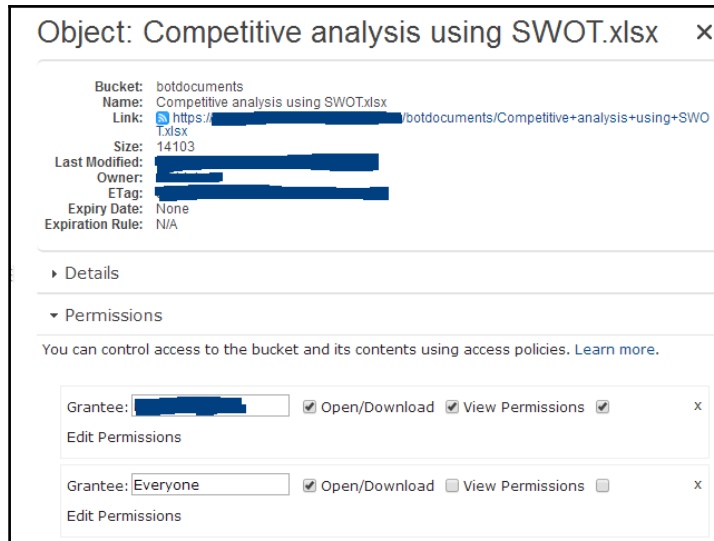 Object: Competitive analysis using SWOT.xlsx ×
Bucket: botdocuments
Name: Competitive analysis using SWOT.xlsx
Link: https:/ /botdocuments/Competitive+analysis+using+SWO
T.xlsx
Size: 14103
Last Modified:
Owner:
ETag:
Expiry Date: None
Expiration Rule: N/A
Details
Permissions
You can control access to the bucket and its contents using access policies. Learn more.
Grantee: Open/Download View Permissions x
Edit Permissions
Grantee: Everyone Open/Download View Permissions x
Edit Permissions